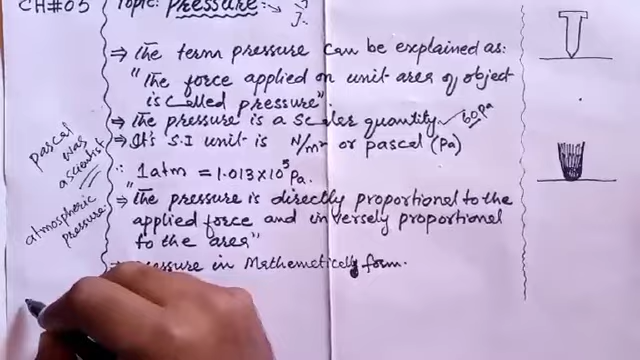 CH#05
Topic: Pressure:
⇒ The term pressure can be explained as:
"The force applied on unit area of object
is called pressure".
⇒ The pressure is a scaler quantity ✓ 60 Pa
⇒ It's S.I unit is N/m² or pascal (Pa)
∴ 1 atm = 1.013×10⁵ Pa.
⇒ "The pressure is directly proportional to the
applied force and inversely proportional
to the area"
Pressure in Mathematically form.
pascal
was
a scientist
atmospheric
pressure: